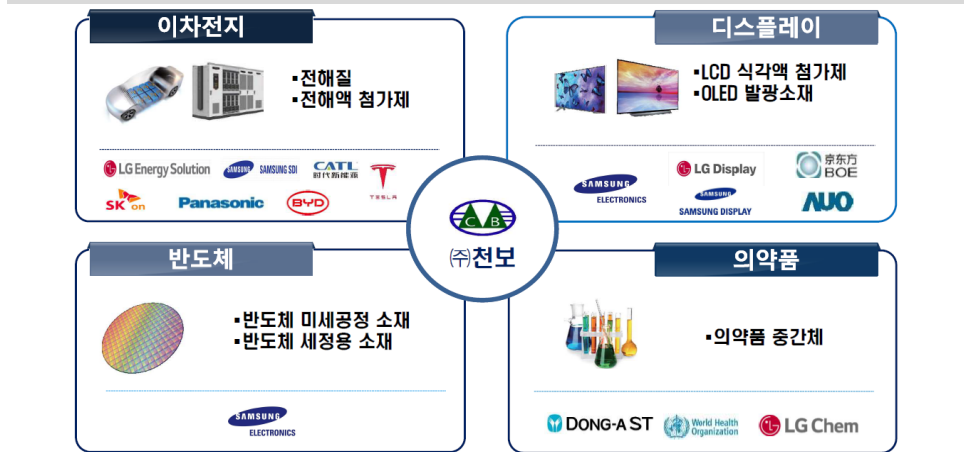 이차전지
▪전해질
▪전해액 첨가제
LG Energy Solution
SAMSUNG
SAMSUNG SDI
CATL
时代新能源
TESLA
SK on
Panasonic
BYD
디스플레이
▪LCD 식각액 첨가제
▪OLED 발광소재
SAMSUNG
ELECTRONICS
LG Display
SAMSUNG
SAMSUNG DISPLAY
京东方
BOE
AUO
CB
㈜천보
반도체
▪반도체 미세공정 소재
▪반도체 세정용 소재
SAMSUNG
ELECTRONICS
의약품
▪의약품 중간체
DONG-A ST
World Health
Organization
LG Chem